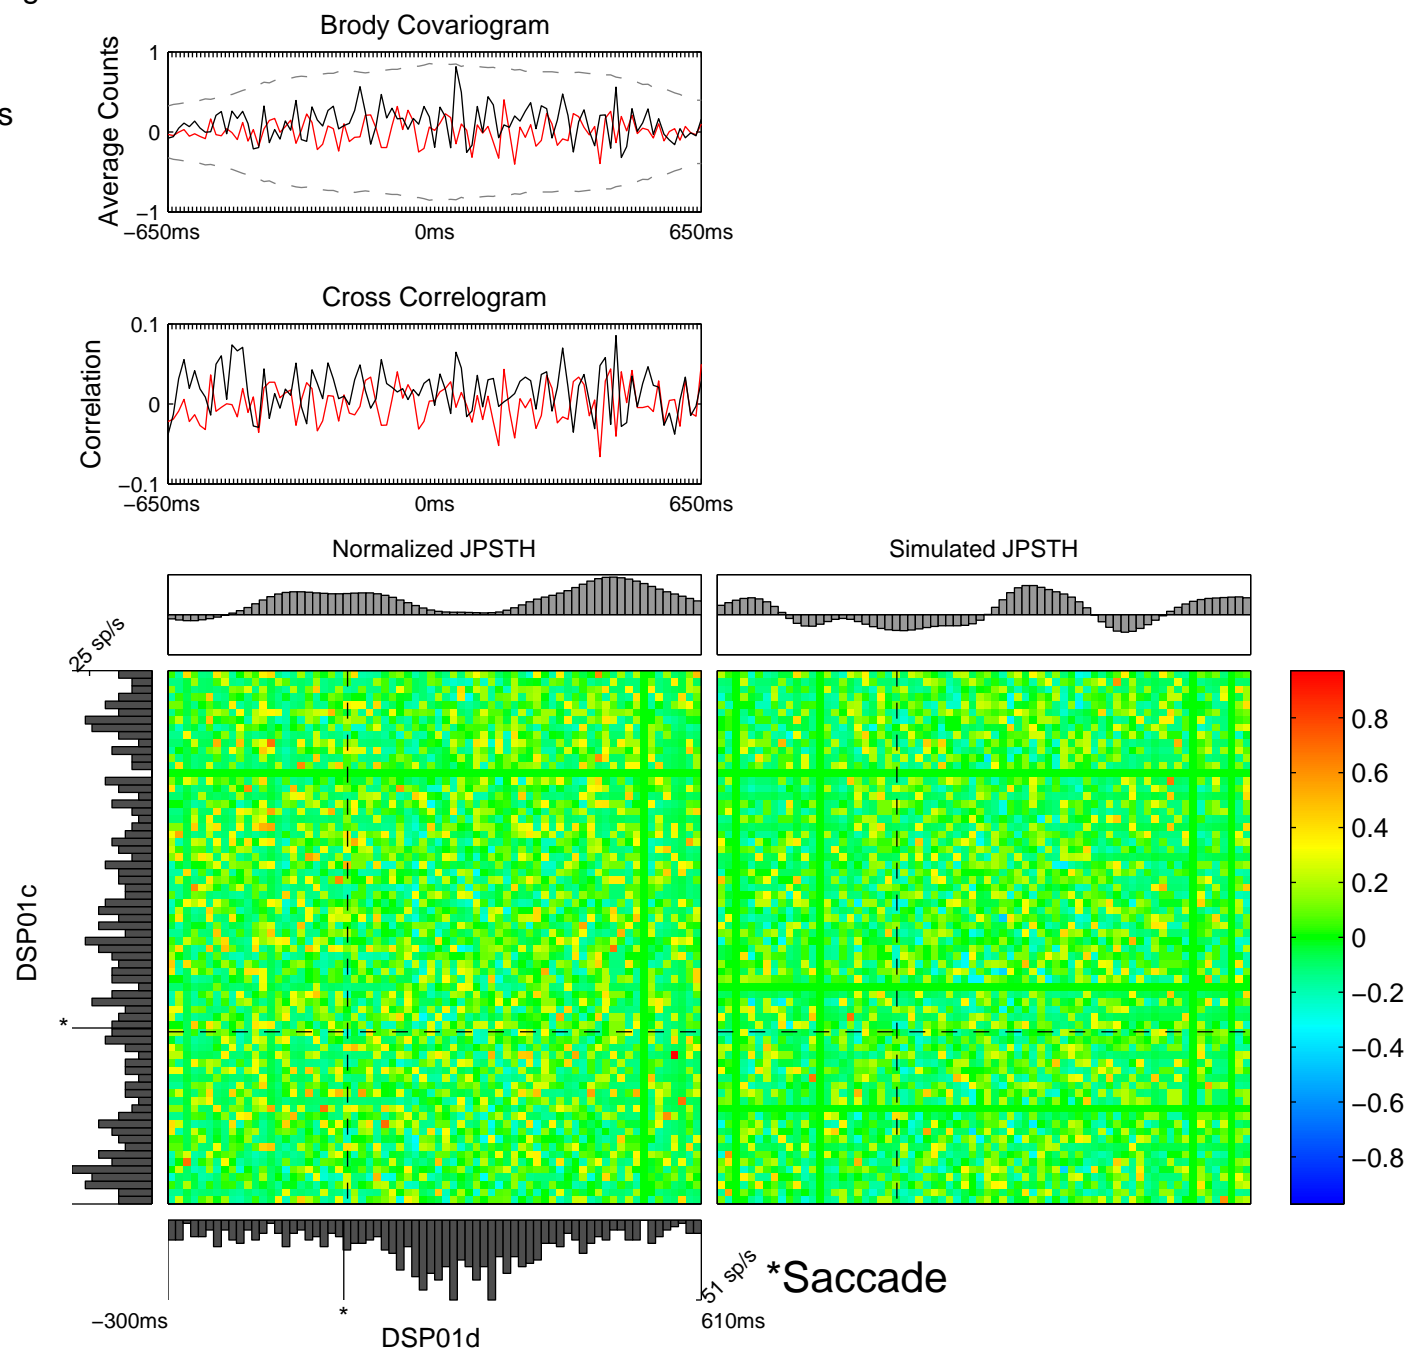 g
Brody Covariogram
s
Average Counts
1
0
−1
−650ms
0ms
650ms
Cross Correlogram
Correlation
0.1
0
−0.1
−650ms
0ms
650ms
Normalized JPSTH
Simulated JPSTH
25 sp/s
DSP01c
*
0.8
0.6
0.4
0.2
0
−0.2
−0.4
−0.6
−0.8
51 sp/s
*Saccade
*
−300ms
610ms
DSP01d